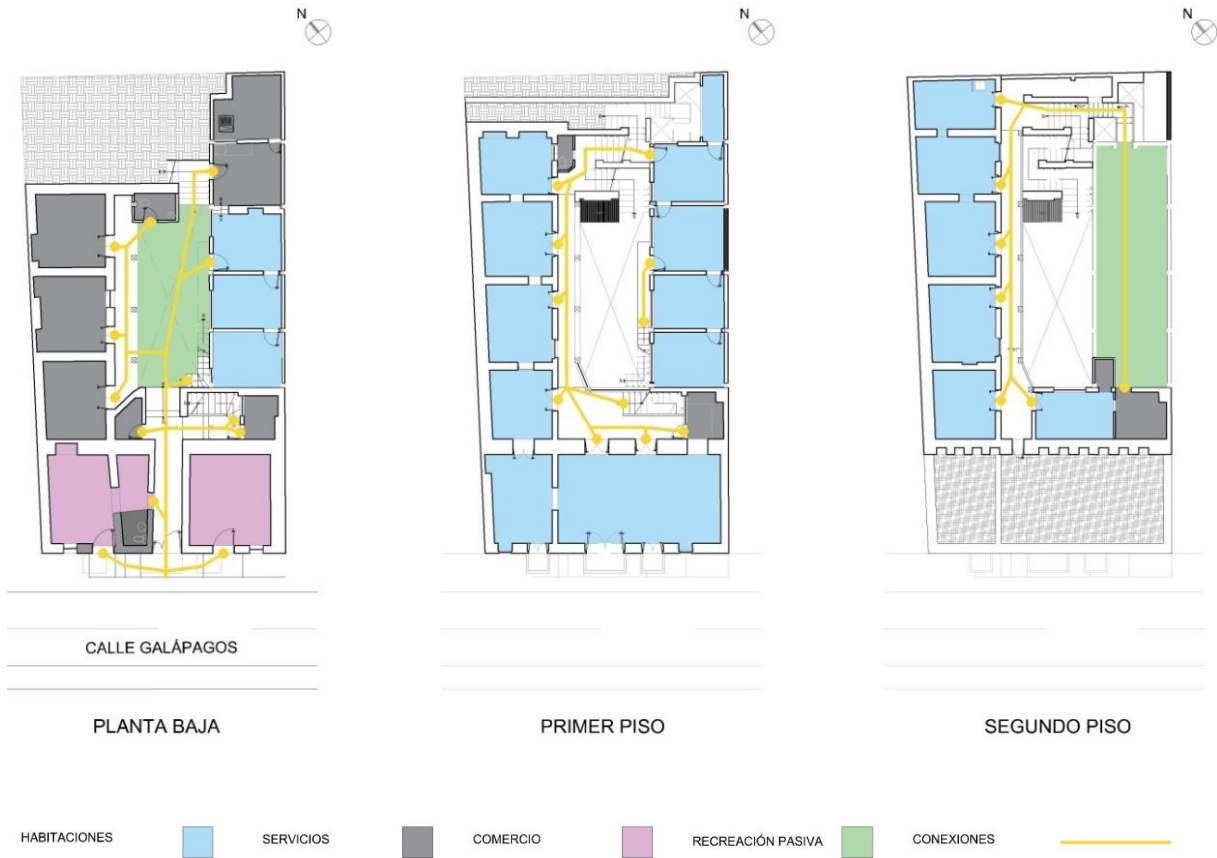 N N N
CALLE GALÁPAGOS
PLANTA BAJA PRIMER PISO SEGUNDO PISO
HABITACIONES SERVICIOS COMERCIO RECREACIÓN PASIVA CONEXIONES